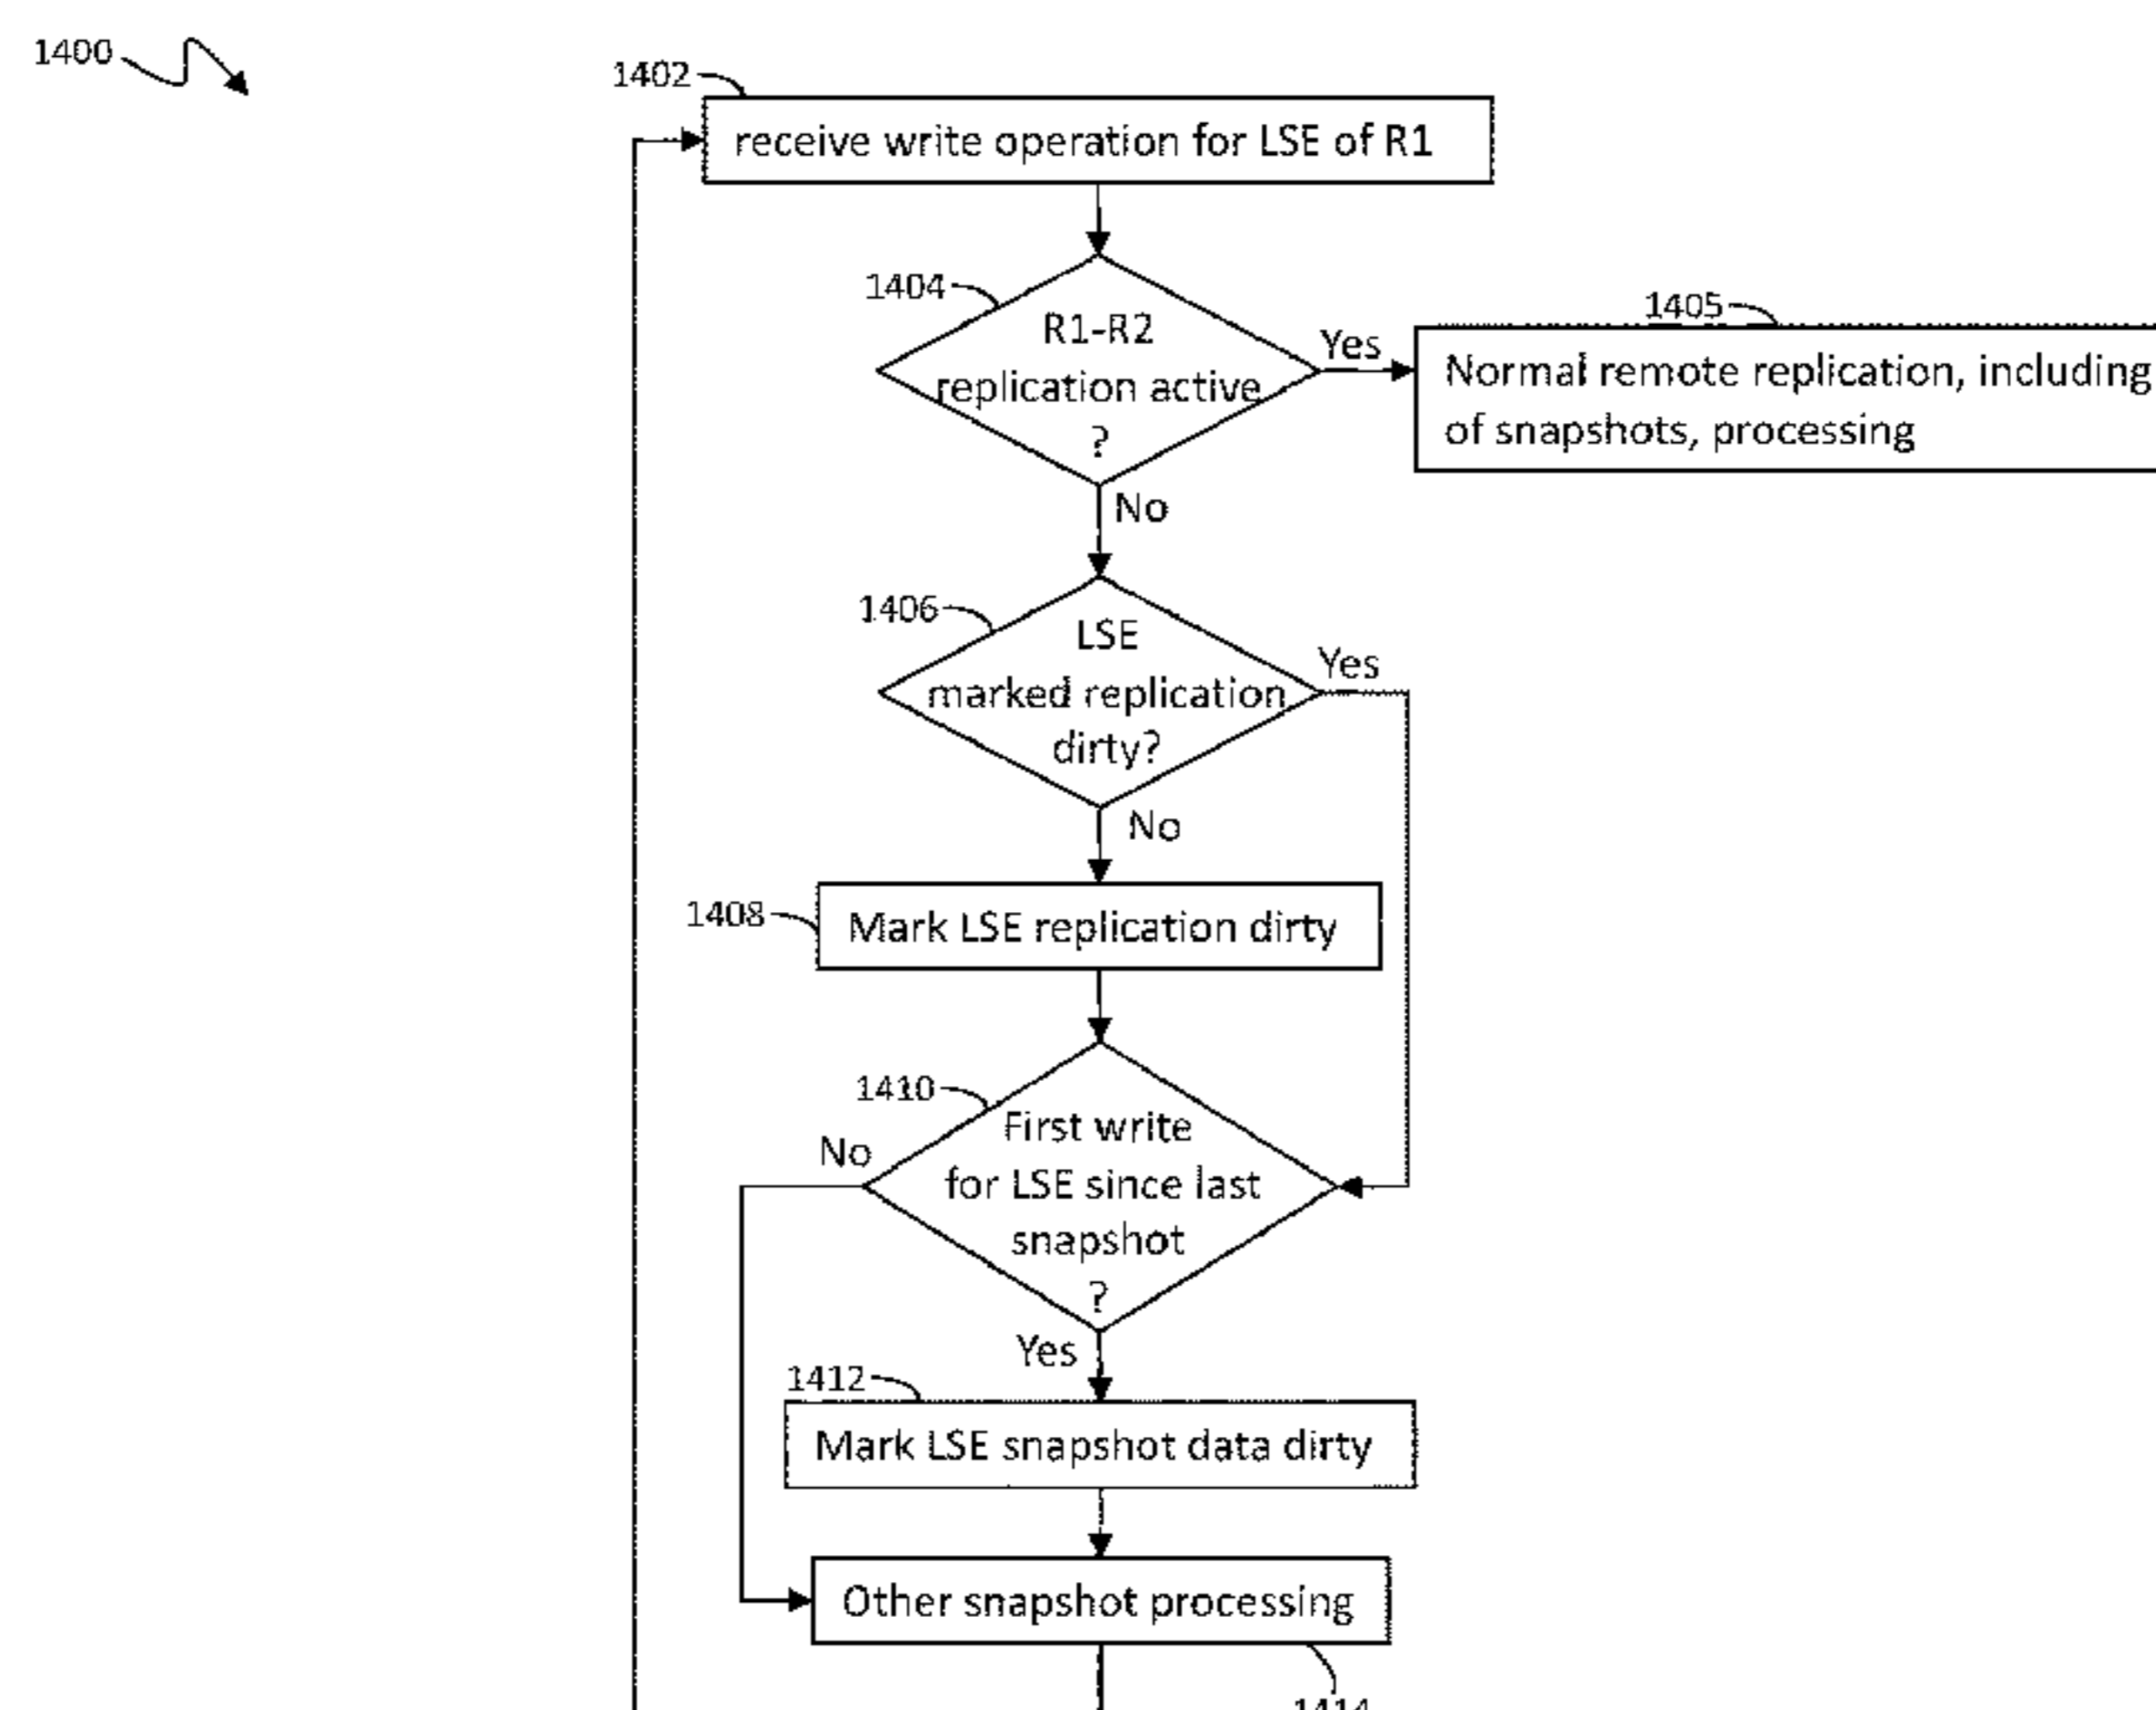 1400
1402
receive write operation for LSE of R1
1404
R1-R2
replication active
?
Yes
1405
Normal remote replication, including
of snapshots, processing
No
1406
LSE
marked replication
dirty?
Yes
No
1408
Mark LSE replication dirty
1410
First write
for LSE since last
snapshot
?
No
Yes
1412
Mark LSE snapshot data dirty
Other snapshot processing
1414